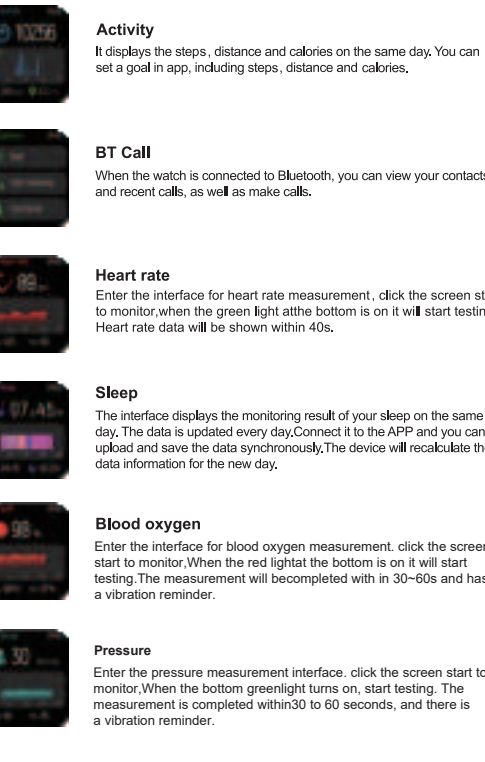 10256
Activity
It displays the steps, distance and calories on the same day. You can
set a goal in app, including steps, distance and calories.
BT Call
When the watch is connected to Bluetooth, you can view your contacts
and recent calls, as well as make calls.
Heart rate
Enter the interface for heart rate measurement, click the screen st
to monitor,when the green light atthe bottom is on it will start testin
Heart rate data will be shown within 40s.
07:45
Sleep
The interface displays the monitoring result of your sleep on the same
day. The data is updated every day.Connect it to the APP and you can
upload and save the data synchronously.The device will recalculate the
data information for the new day.
98
Blood oxygen
Enter the interface for blood oxygen measurement. click the screen
start to monitor,When the red lightat the bottom is on it will start
testing.The measurement will becompleted with in 30~60s and has
a vibration reminder.
30
Pressure
Enter the pressure measurement interface. click the screen start to
monitor,When the bottom greenlight turns on, start testing. The
measurement is completed within30 to 60 seconds, and there is
a vibration reminder.